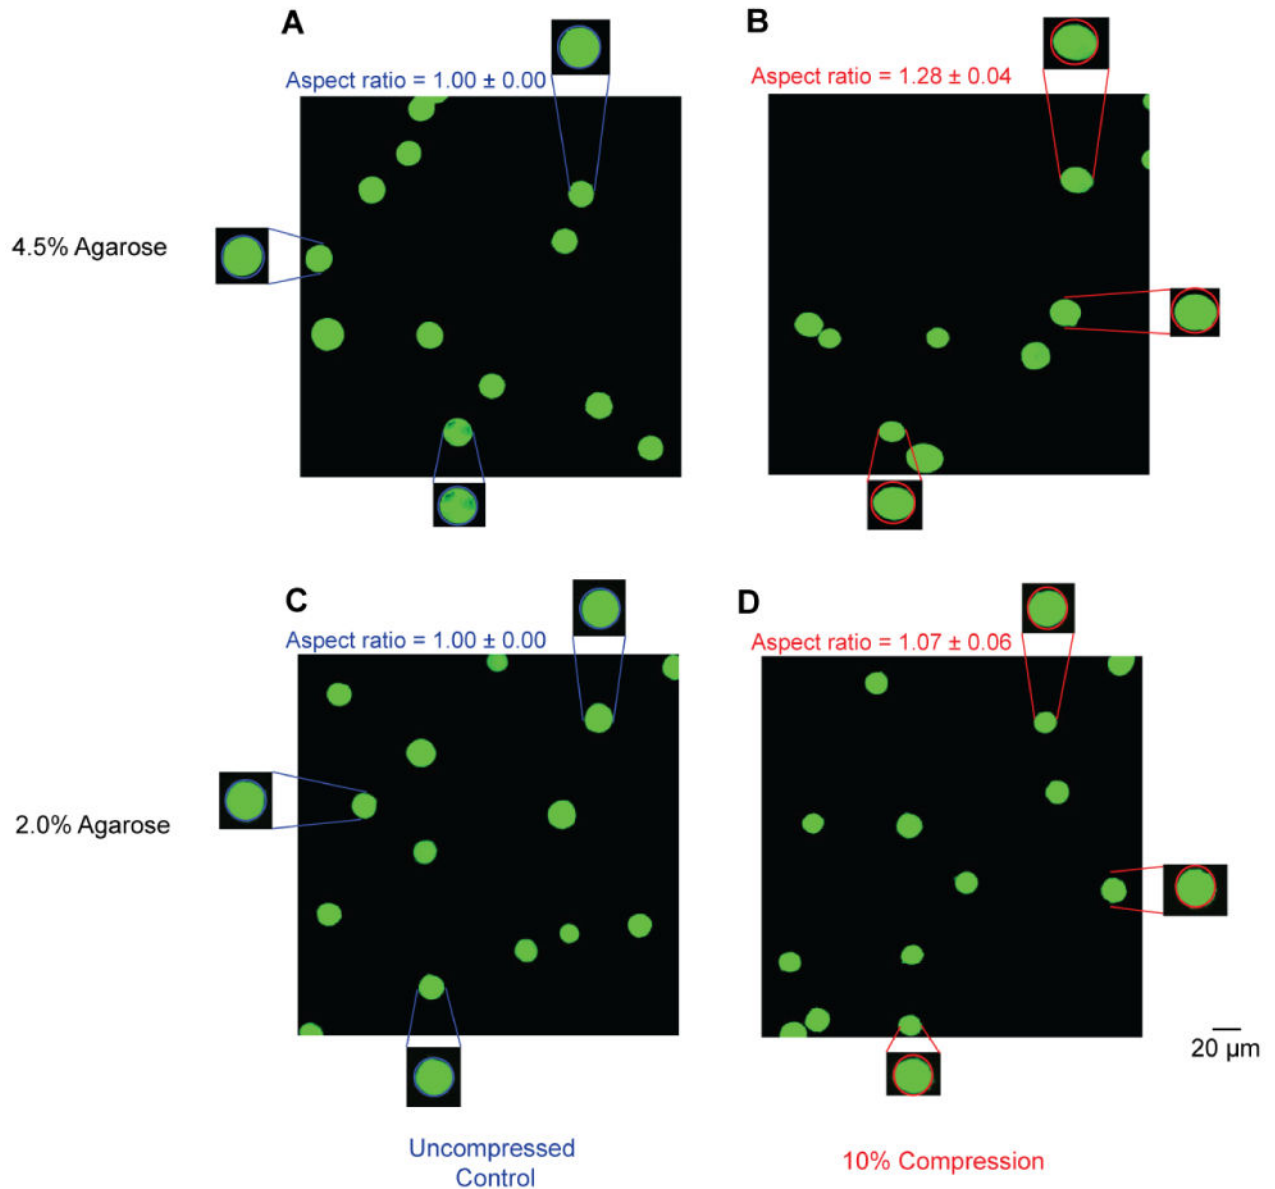 A
B
Aspect ratio = 1.00 ± 0.00
Aspect ratio = 1.28 ± 0.04
4.5% Agarose
C
D
Aspect ratio = 1.00 ± 0.00
Aspect ratio = 1.07 ± 0.06
2.0% Agarose
20 µm
Uncompressed
Control
10% Compression